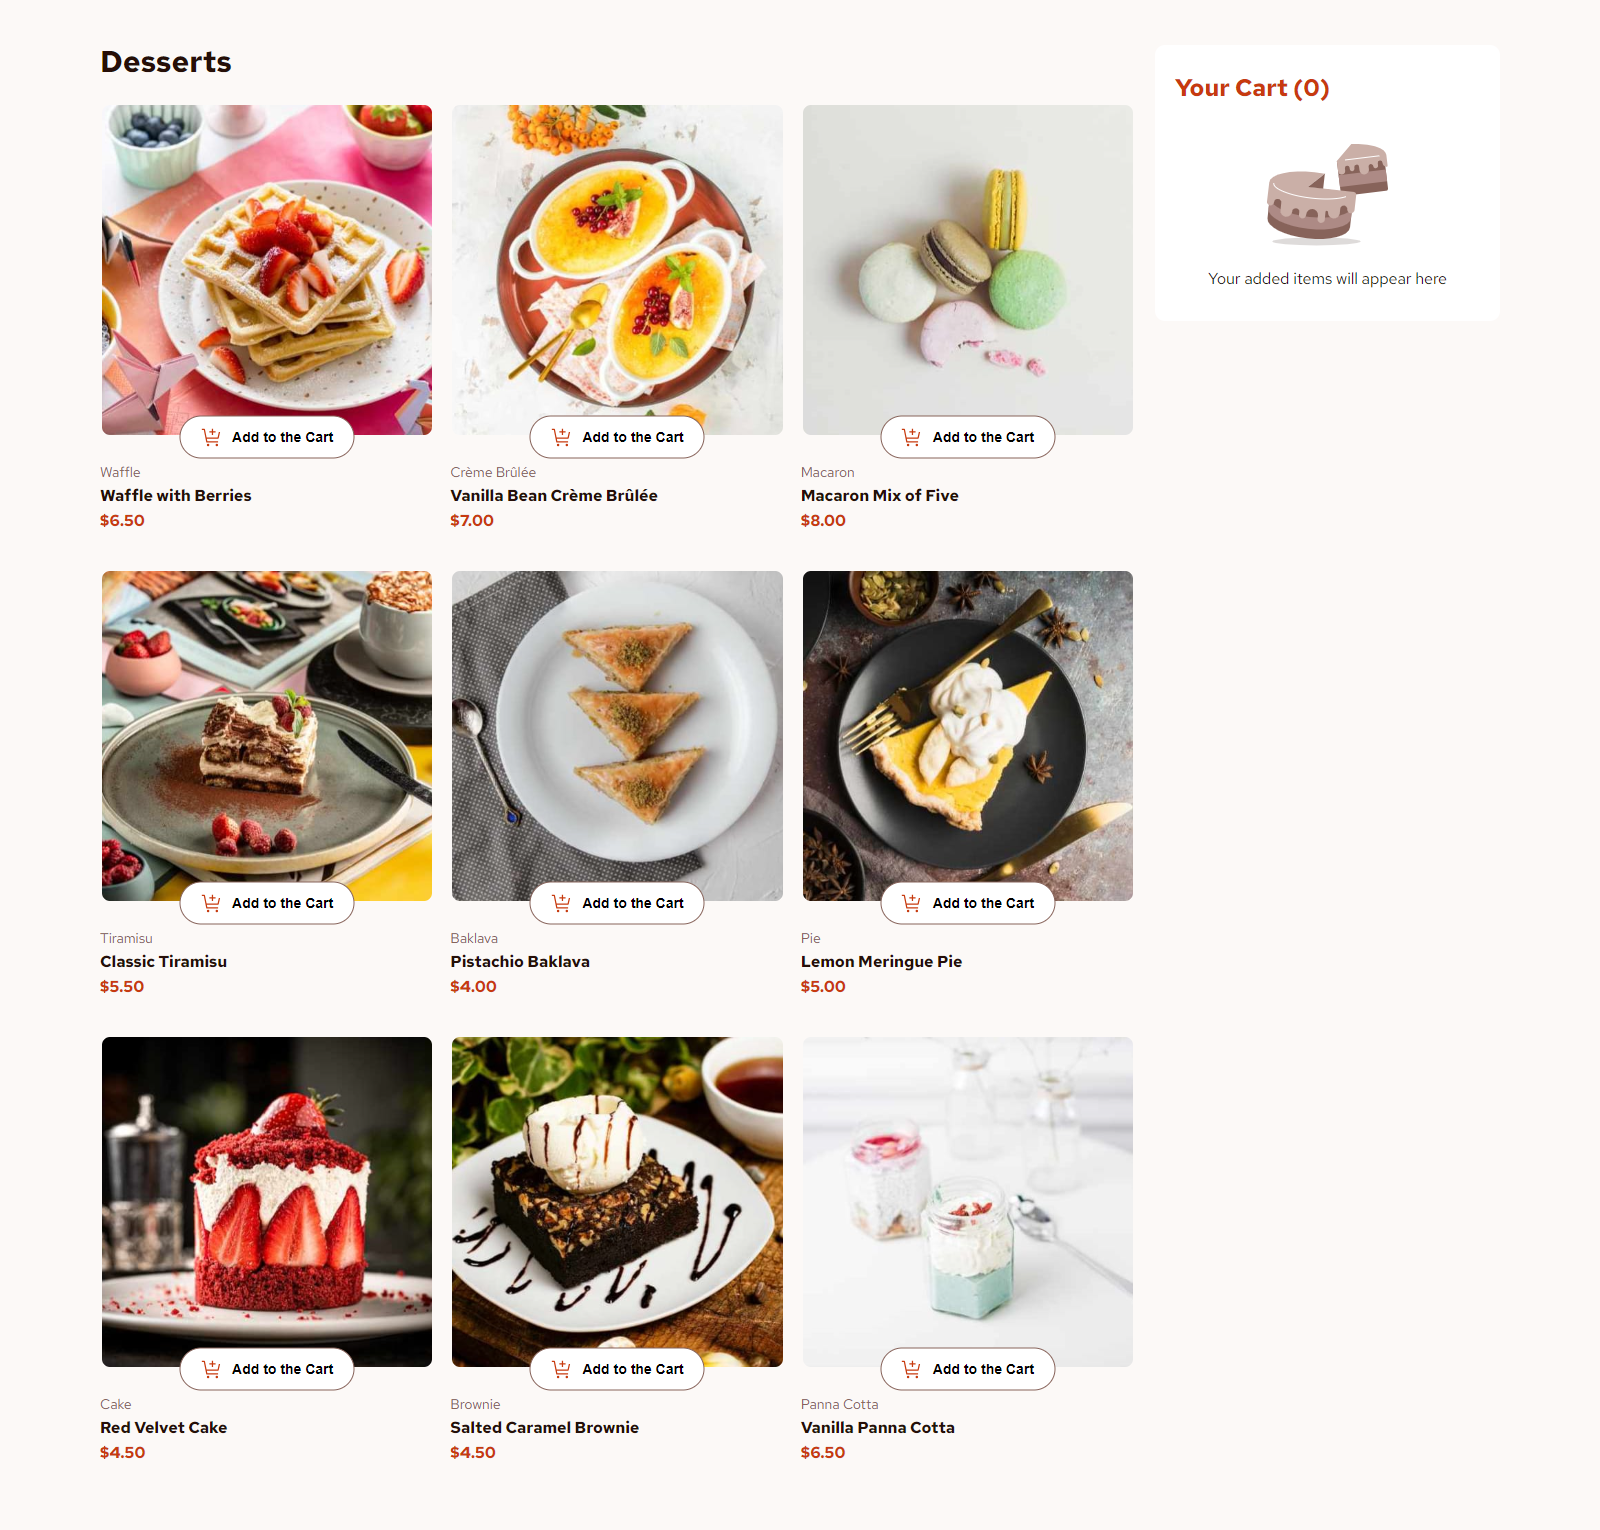 Desserts
Your Cart (0)
Your added items will appear here
Add to the Cart
Waffle
Waffle with Berries
$6.50
Add to the Cart
Crème Brûlée
Vanilla Bean Crème Brûlée
$7.00
Add to the Cart
Macaron
Macaron Mix of Five
$8.00
Add to the Cart
Tiramisu
Classic Tiramisu
$5.50
Add to the Cart
Baklava
Pistachio Baklava
$4.00
Add to the Cart
Pie
Lemon Meringue Pie
$5.00
Add to the Cart
Cake
Red Velvet Cake
$4.50
Add to the Cart
Brownie
Salted Caramel Brownie
$4.50
Add to the Cart
Panna Cotta
Vanilla Panna Cotta
$6.50